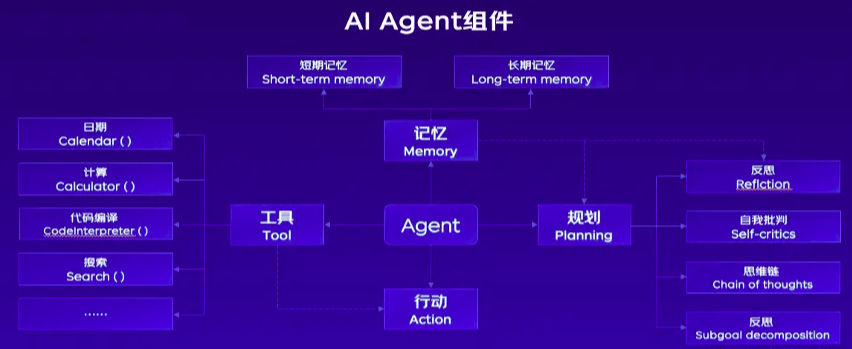 AI Agent组件
短期记忆
Short-term memory
长期记忆
Long-term memory
记忆
Memory
日期
Calendar ( )
计算
Calculator ( )
代码编译
CodeInterpreter ( )
搜索
Search ( )
……
工具
Tool
Agent
行动
Action
规划
Planning
反思
Refiction
自我批判
Self-critics
思维链
Chain of thoughts
反思
Subgoal decomposition